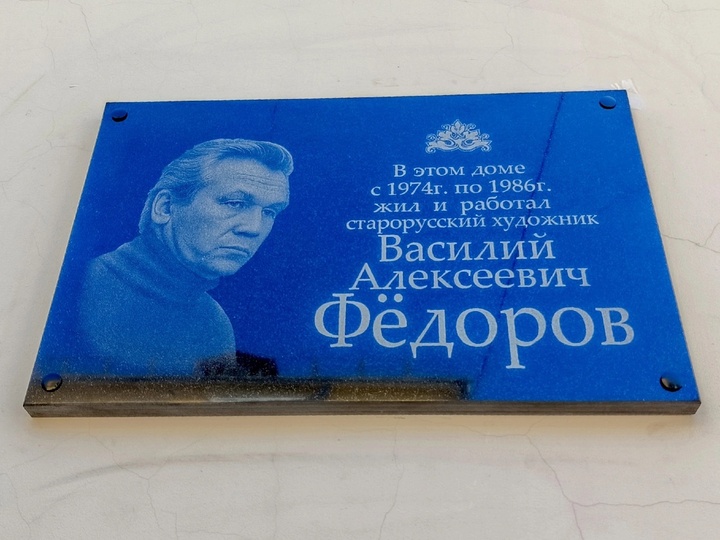 В этом доме
с 1974г. по 1986г.
жил и работал
старорусский художник
Василий
Алексеевич
Фёдоров